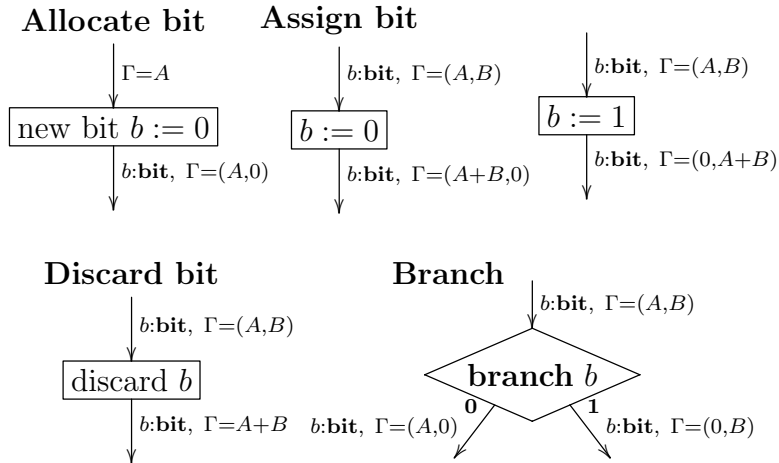 Allocate bit
Γ=A
new bit b := 0
b:bit, Γ=(A,0)
Assign bit
b:bit, Γ=(A,B)
b := 0
b:bit, Γ=(A+B,0)
b:bit, Γ=(A,B)
b := 1
b:bit, Γ=(0,A+B)
Discard bit
b:bit, Γ=(A,B)
discard b
b:bit, Γ=A+B
Branch
b:bit, Γ=(A,B)
branch b
0
1
b:bit, Γ=(A,0)
b:bit, Γ=(0,B)